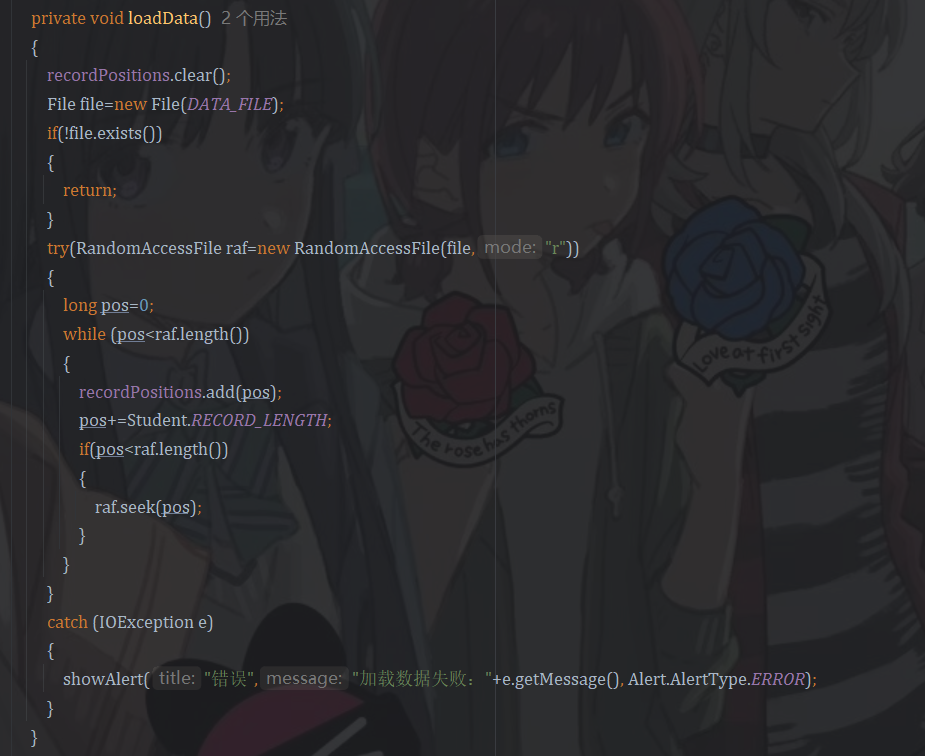 private void loadData() 2 个用法
{
recordPositions.clear();
File file=new File(DATA_FILE);
if(!file.exists())
{
return;
}
try(RandomAccessFile raf=new RandomAccessFile(file, mode: "r"))
{
long pos=0;
while (pos<raf.length())
{
recordPositions.add(pos);
pos+=Student.RECORD_LENGTH;
if(pos<raf.length())
{
raf.seek(pos);
}
}
}
catch (IOException e)
{
showAlert( title: "错误", message: "加载数据失败："+e.getMessage(), Alert.AlertType.ERROR);
}
}
Love at first sight
The rose has thorns